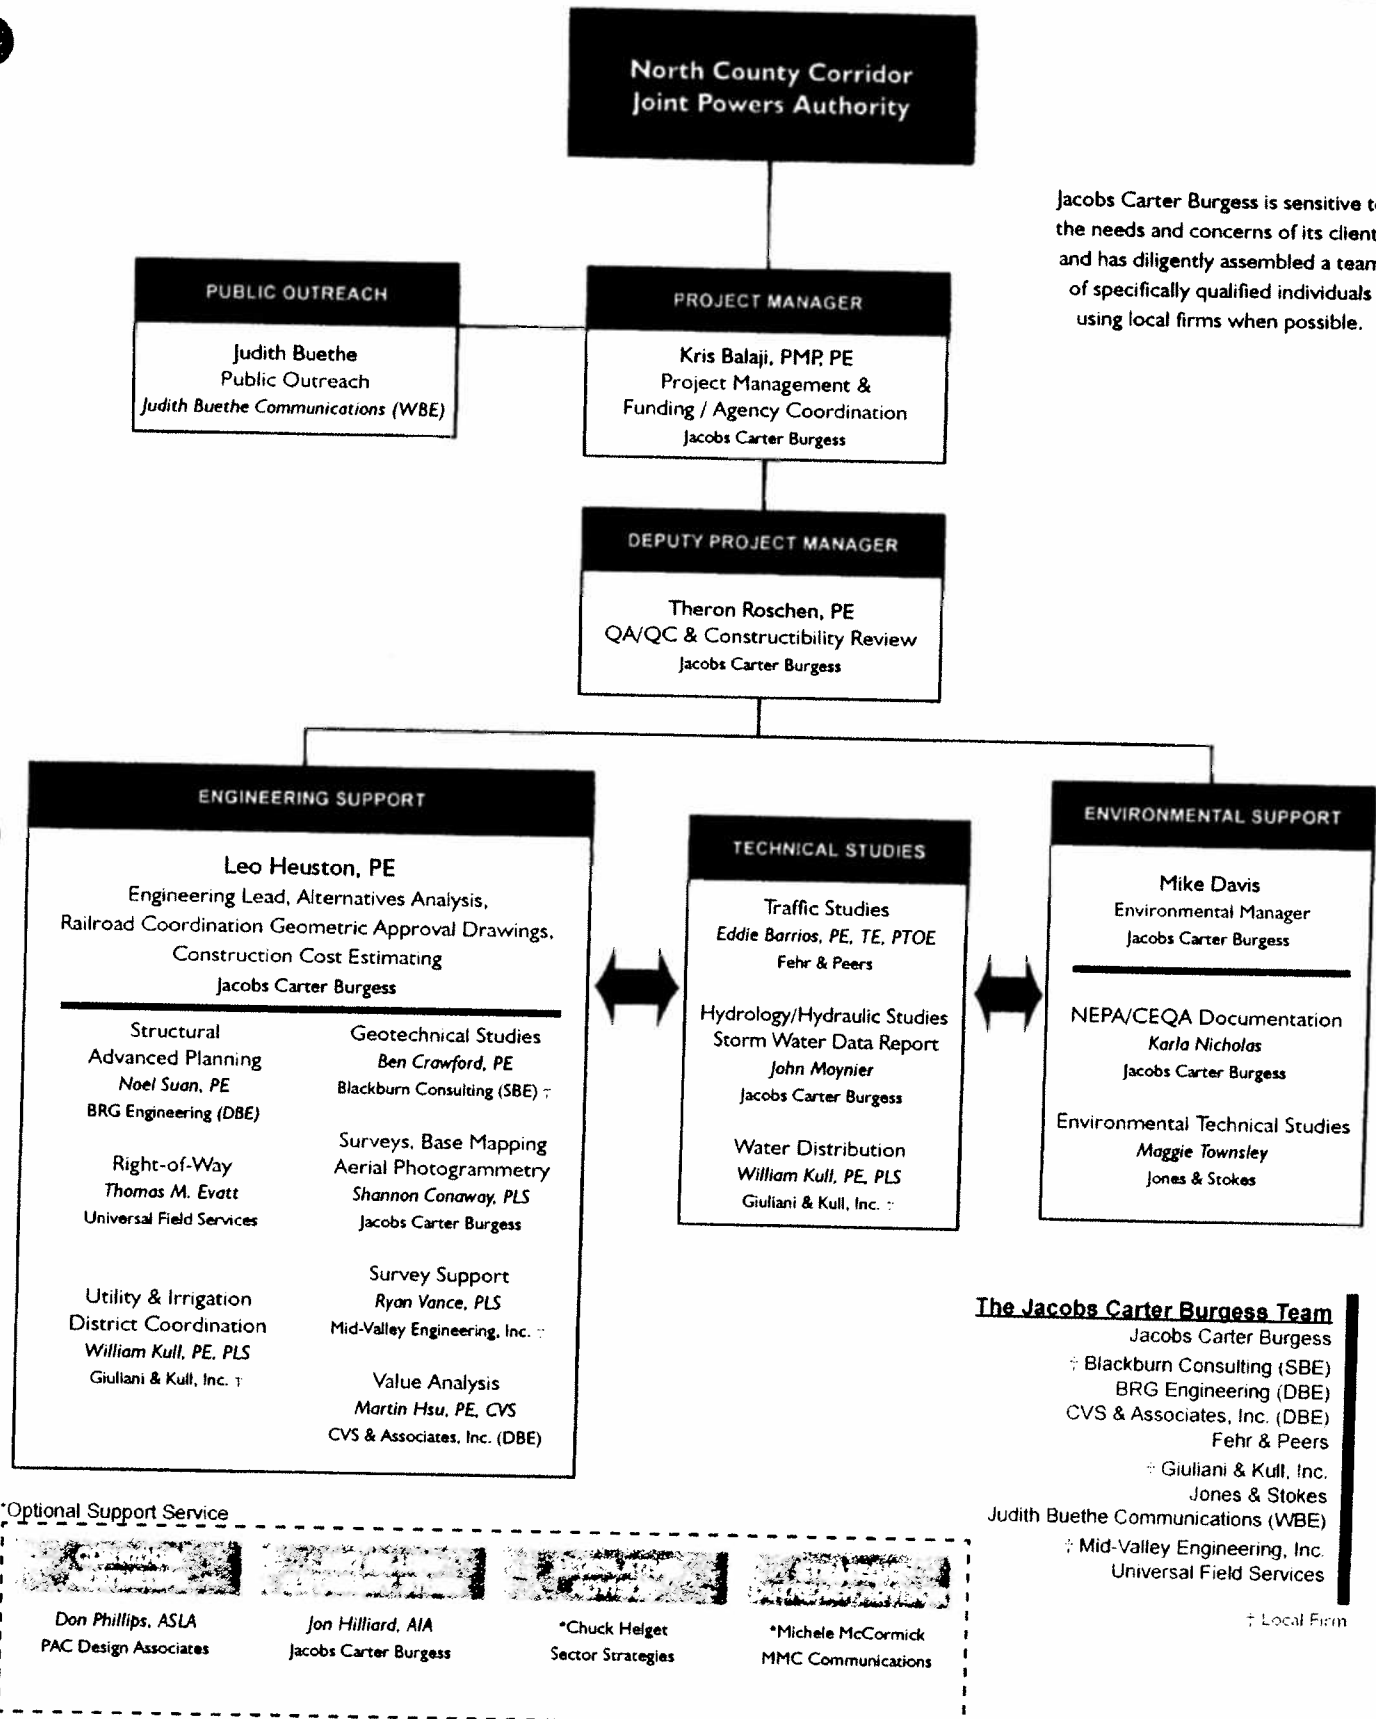 North County Corridor
Joint Powers Authority
Jacobs Carter Burgess is sensitive
the needs and concerns of its
and has diligently assembled a
of specifically qualified individuals
using local firms when possible.
PUBLIC OUTREACH
Judith Buethe
Public Outreach
Judith Buethe Communications (WBE)
PROJECT MANAGER
Kris Balaji, PMP, PE
Project Management &
Funding / Agency Coordination
Jacobs Carter Burgess
DEPUTY PROJECT MANAGER
Theron Roschen, PE
QA/QC & Constructibility Review
Jacobs Carter Burgess
ENGINEERING SUPPORT
Leo Heuston, PE
Engineering Lead, Alternatives Analysis,
Railroad Coordination Geometric Approval Drawings,
Construction Cost Estimating
Jacobs Carter Burgess
Structural
Advanced Planning
Noel Suan, PE
BRG Engineering (DBE)
Right-of-Way
Thomas M. Evatt
Universal Field Services
Utility & Irrigation
District Coordination
William Kull, PE, PLS
Giuliani & Kull, Inc. †
Geotechnical Studies
Ben Crawford, PE
Blackburn Consulting (SBE) †
Surveys, Base Mapping
Aerial Photogrammetry
Shannon Conaway, PLS
Jacobs Carter Burgess
Survey Support
Ryan Vance, PLS
Mid-Valley Engineering, Inc. †
Value Analysis
Martin Hsu, PE, CVS
CVS & Associates, Inc. (DBE)
TECHNICAL STUDIES
Traffic Studies
Eddie Barrios, PE, TE, PTOE
Fehr & Peers
Hydrology/Hydraulic Studies
Storm Water Data Report
John Moynier
Jacobs Carter Burgess
Water Distribution
William Kull, PE, PLS
Giuliani & Kull, Inc. †
ENVIRONMENTAL SUPPORT
Mike Davis
Environmental Manager
Jacobs Carter Burgess
NEPA/CEQA Documentation
Karla Nicholas
Jacobs Carter Burgess
Environmental Technical Studies
Maggie Townsley
Jones & Stokes
The Jacobs Carter Burgess Team
Jacobs Carter Burgess
† Blackburn Consulting (SBE)
BRG Engineering (DBE)
CVS & Associates, Inc. (DBE)
Fehr & Peers
† Giuliani & Kull, Inc.
Jones & Stokes
Judith Buethe Communications (WBE)
† Mid-Valley Engineering, Inc.
Universal Field Services
† Local Firm
*Optional Support Service
Don Phillips, ASLA
PAC Design Associates
Jon Hilliard, AIA
Jacobs Carter Burgess
*Chuck Helget
Sector Strategies
*Michele McCormick
MMC Communications